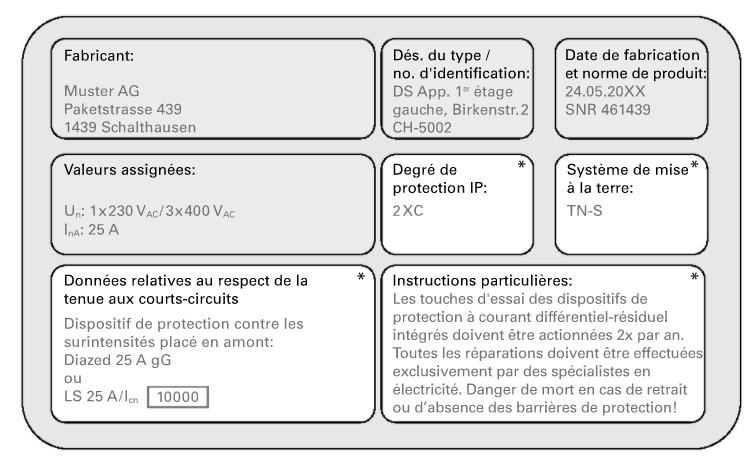 Fabricant:
Muster AG
Paketstrasse 439
1439 Schalthausen
Dés. du type /
no. d'identification:
DS App. 1er étage
gauche, Birkenstr.2
CH-5002
Date de fabrication
et norme de produit:
24.05.20XX
SNR 461439
Valeurs assignées:
Un: 1x230 VAC/3x400 VAC
InA: 25 A
Degré de *
protection IP:
2XC
Système de mise *
à la terre:
TN-S
Données relatives au respect de la *
tenue aux courts-circuits
Dispositif de protection contre les
surintensités placé en amont:
Diazed 25 A gG
ou
LS 25 A/Icn 10000
Instructions particulières: *
Les touches d'essai des dispositifs de
protection à courant différentiel-résiduel
intégrés doivent être actionnées 2x par an.
Toutes les réparations doivent être effectuées
exclusivement par des spécialistes en
électricité. Danger de mort en cas de retrait
ou d'absence des barrières de protection!